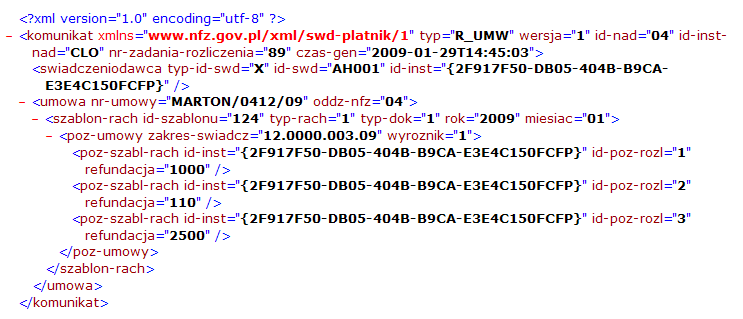 <?xml version="1.0" encoding="utf-8" ?>
- <komunikat xmlns="www.nfz.gov.pl/xml/swd-platnik/1" typ="R_UMW" wersja="1" id-nad="04" id-inst-
nad="CLO" nr-zadania-rozliczenia="89" czas-gen="2009-01-29T14:45:03">
<swiadczeniodawca typ-id-swd="X" id-swd="AH001" id-inst="{2F917F50-DB05-404B-B9CA-
E3E4C150FCFP}" />
- <umowa nr-umowy="MARTON/0412/09" oddz-nfz="04">
- <szablon-rach id-szablonu="124" typ-rach="1" typ-dok="1" rok="2009" miesiac="01">
- <poz-umowy zakres-swiadcz="12.0000.003.09" wyroznik="1">
<poz-szabl-rach id-inst="{2F917F50-DB05-404B-B9CA-E3E4C150FCFP}" id-poz-rozl="1"
refundacja="1000" />
<poz-szabl-rach id-inst="{2F917F50-DB05-404B-B9CA-E3E4C150FCFP}" id-poz-rozl="2"
refundacja="110" />
<poz-szabl-rach id-inst="{2F917F50-DB05-404B-B9CA-E3E4C150FCFP}" id-poz-rozl="3"
refundacja="2500" />
</poz-umowy>
</szablon-rach>
</umowa>
</komunikat>